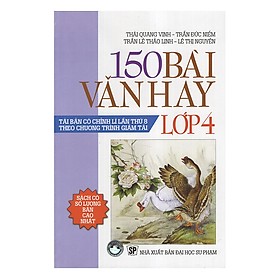 THÁI QUANG VINH - TRẦN ĐỨC NIỀM
TRẦN LÊ THẢO LINH - LÊ THỊ NGUYÊN
150 BÀI
VĂN HAY
TÁI BẢN CÓ CHỈNH LÍ LẦN THỨ 8
THEO CHƯƠNG TRÌNH GIẢM TẢI
LỚP 4
SÁCH CÓ
SỐ LƯỢNG
BẢN
CAO
NHẤT
SP
NHÀ XUẤT BẢN ĐẠI HỌC SƯ PHẠM